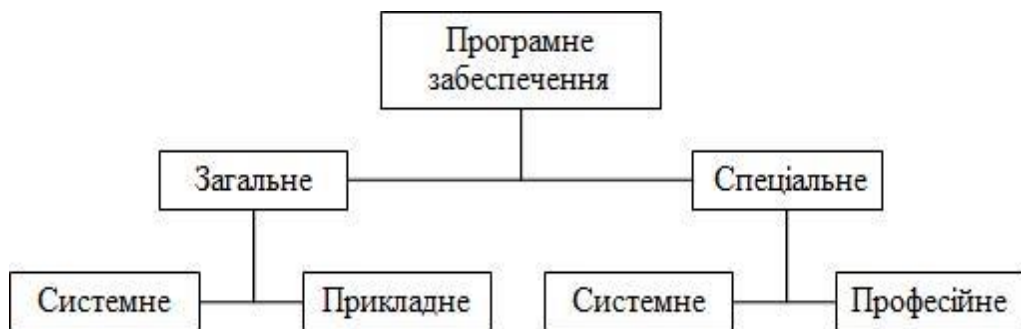 Програмне
забеспечення
Загальне
Спеціальне
Системне
Прикладне
Системне
Професійне